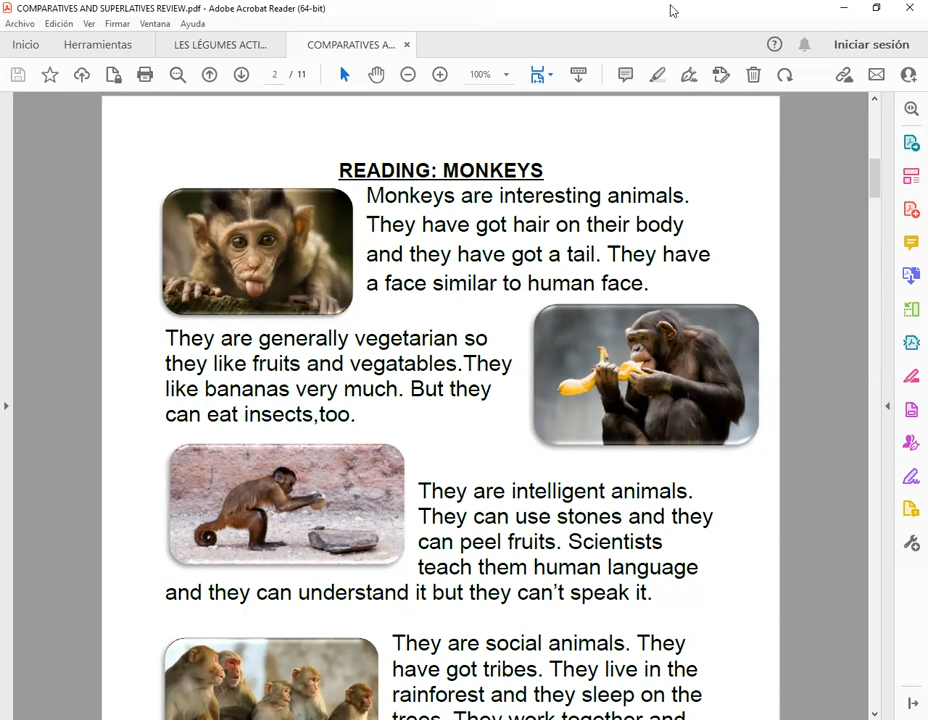 COMPARATIVES AND SUPERLATIVES REVIEW.pdf - Adobe Acrobat Reader (64-bit)
Archivo Edición Ver Firmar Ventana Ayuda
Inicio Herramientas LES LÉGUMES ACTI... COMPARATIVES A... × Iniciar sesión
2 / 11 100%
READING: MONKEYS
Monkeys are interesting animals.
They have got hair on their body
and they have got a tail. They have
a face similar to human face.
They are generally vegetarian so
they like fruits and vegatables.They
like bananas very much. But they
can eat insects,too.
They are intelligent animals.
They can use stones and they
can peel fruits. Scientists
teach them human language
and they can understand it but they can’t speak it.
They are social animals. They
have got tribes. They live in the
rainforest and they sleep on the
trees. They work together and